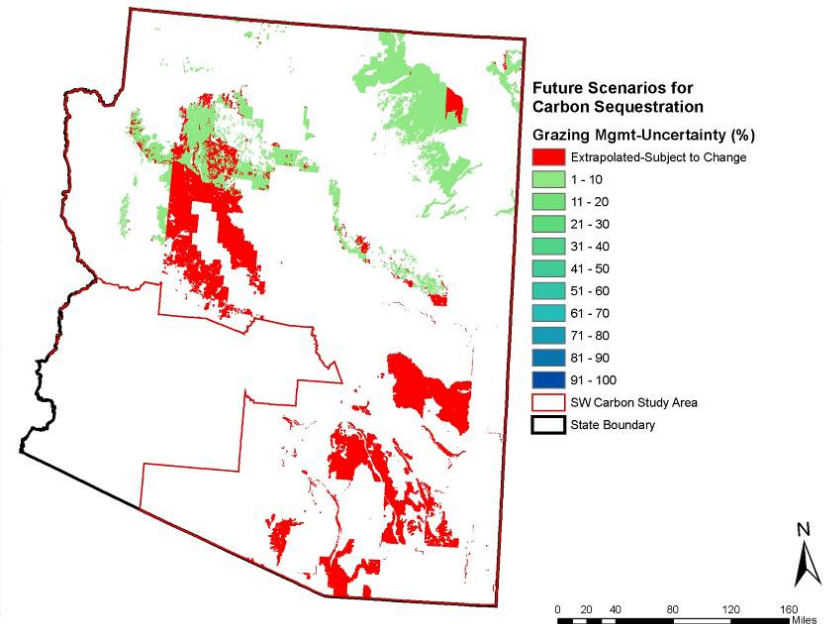 Future Scenarios for
Carbon Sequestration
Grazing Mgmt-Uncertainty (%)
Extrapolated-Subject to Change
1 - 10
11 - 20
21 - 30
31 - 40
41 - 50
51 - 60
61 - 70
71 - 80
81 - 90
91 - 100
SW Carbon Study Area
State Boundary
N
0 20 40 80 120 160
Miles